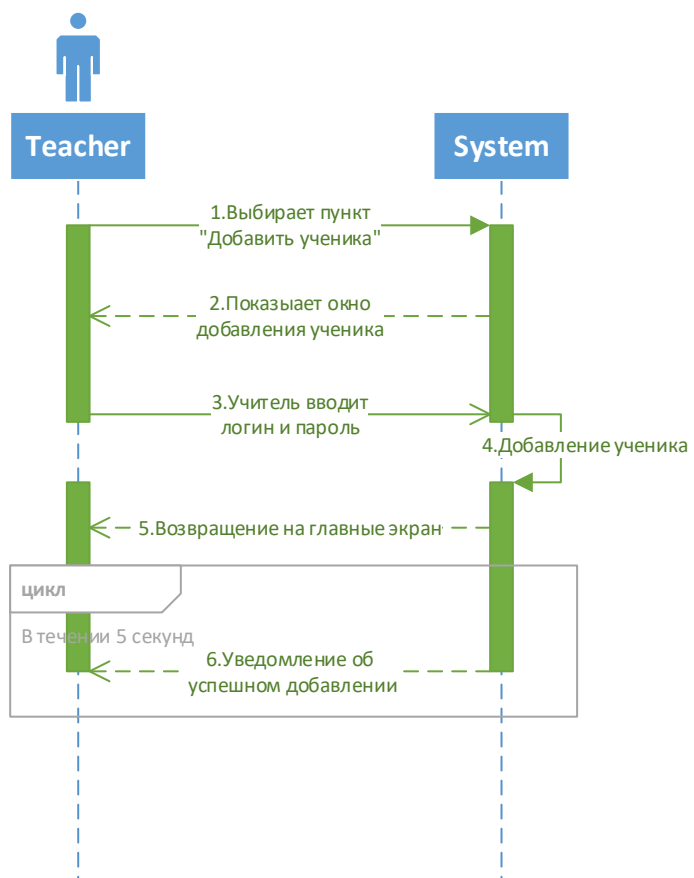 Teacher
System
1.Выбирает пункт
"Добавить ученика"
2.Показыает окно
добавления ученика
3.Учитель вводит
логин и пароль
4.Добавление ученика
5.Возвращение на главные экран
цикл
В течении 5 секунд
6.Уведомление об
успешном добавлении